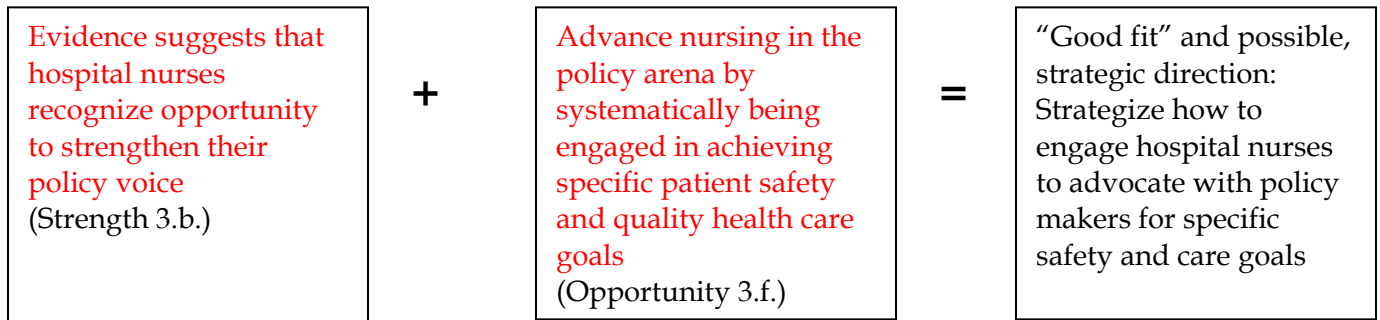 Evidence suggests that
hospital nurses
recognize opportunity
to strengthen their
policy voice
(Strength 3.b.)
+
Advance nursing in the
policy arena by
systematically being
engaged in achieving
specific patient safety
and quality health care
goals
(Opportunity 3.f.)
=
“Good fit” and possible,
strategic direction:
Strategize how to
engage hospital nurses
to advocate with policy
makers for specific
safety and care goals